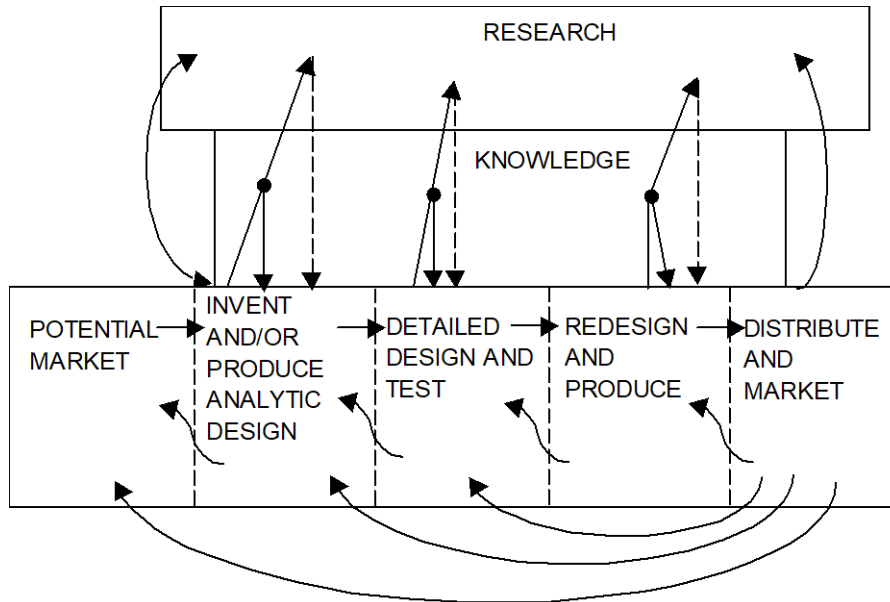 RESEARCH
KNOWLEDGE
POTENTIAL
MARKET
INVENT
AND/OR
PRODUCE
ANALYTIC
DESIGN
DETAILED
DESIGN AND
TEST
REDESIGN
AND
PRODUCE
DISTRIBUTE
AND
MARKET